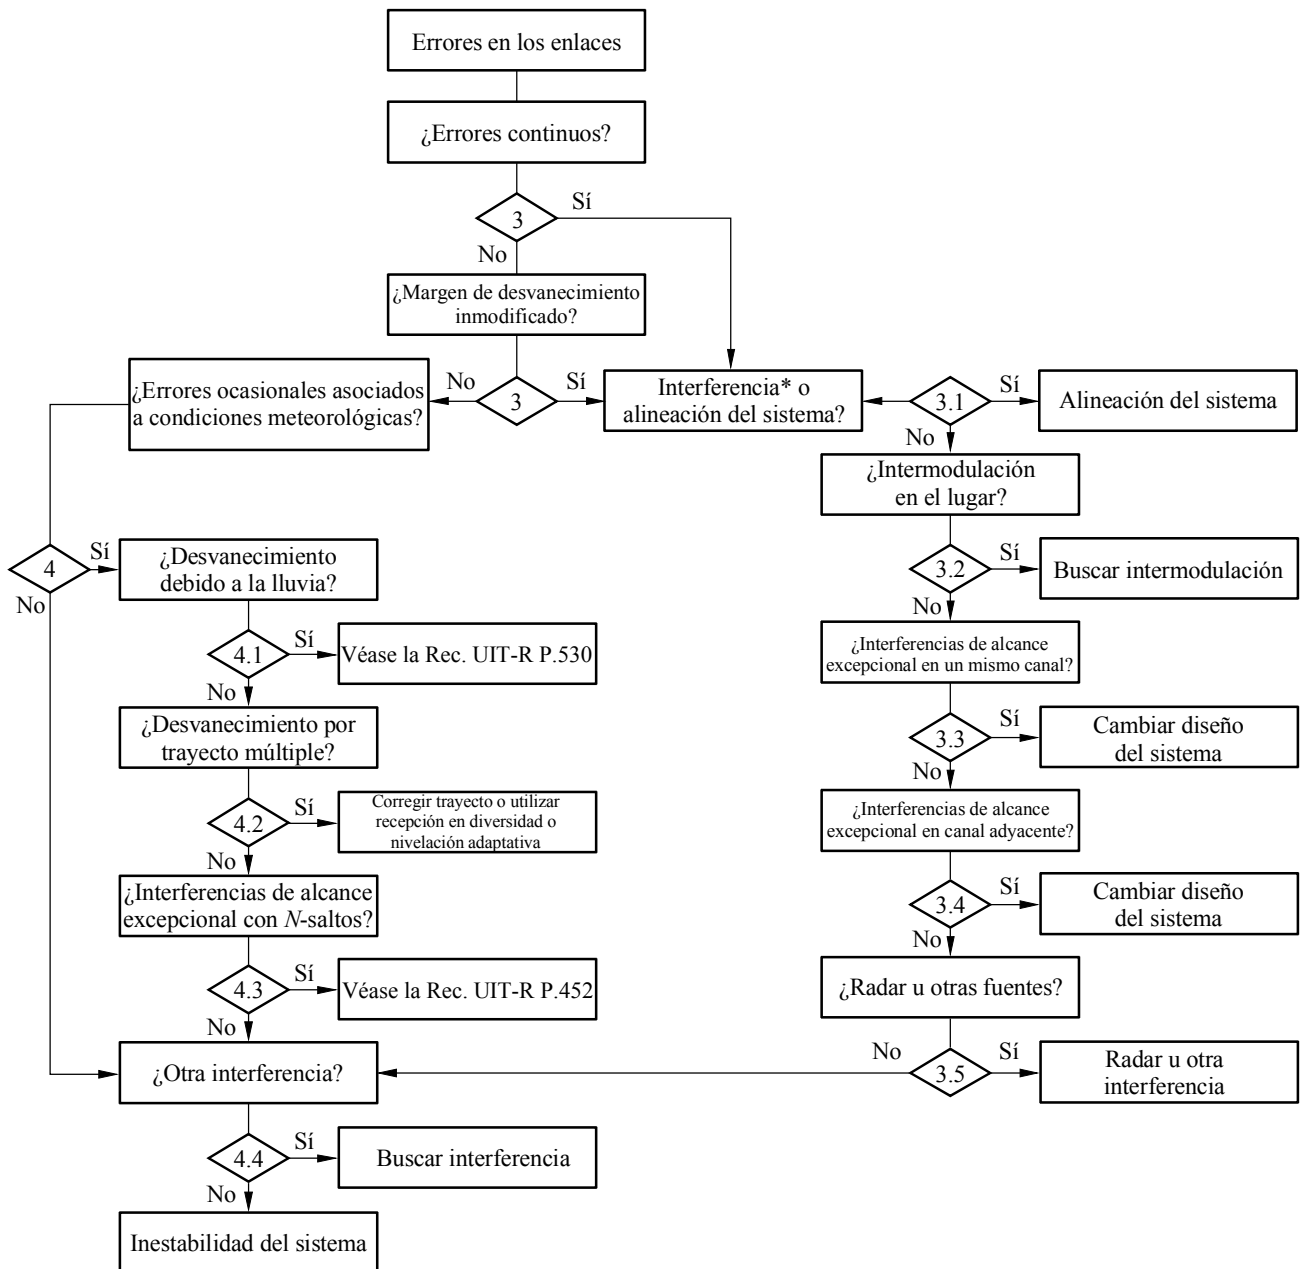 Errores en los enlaces
¿Errores continuos?
3
Sí
No
¿Margen de desvanecimiento
inmodificado?
3
No
Sí
¿Errores ocasionales asociados
a condiciones meteorológicas?
Interferencia* o
alineación del sistema?
3.1
Sí
No
Alineación del sistema
¿Intermodulación
en el lugar?
3.2
Sí
No
Buscar intermodulación
¿Interferencias de alcance
excepcional en un mismo canal?
3.3
Sí
No
Cambiar diseño
del sistema
¿Interferencias de alcance
excepcional en canal adyacente?
3.4
Sí
No
Cambiar diseño
del sistema
¿Radar u otras fuentes?
3.5
No
Sí
Radar u otra
interferencia
4
Sí
No
¿Desvanecimiento
debido a la lluvia?
4.1
Sí
No
Véase la Rec. UIT-R P.530
¿Desvanecimiento por
trayecto múltiple?
4.2
Sí
No
Corregir trayecto o utilizar
recepción en diversidad o
nivelación adaptativa
¿Interferencias de alcance
excepcional con N-saltos?
4.3
Sí
No
Véase la Rec. UIT-R P.452
¿Otra interferencia?
4.4
Sí
No
Buscar interferencia
Inestabilidad del sistema